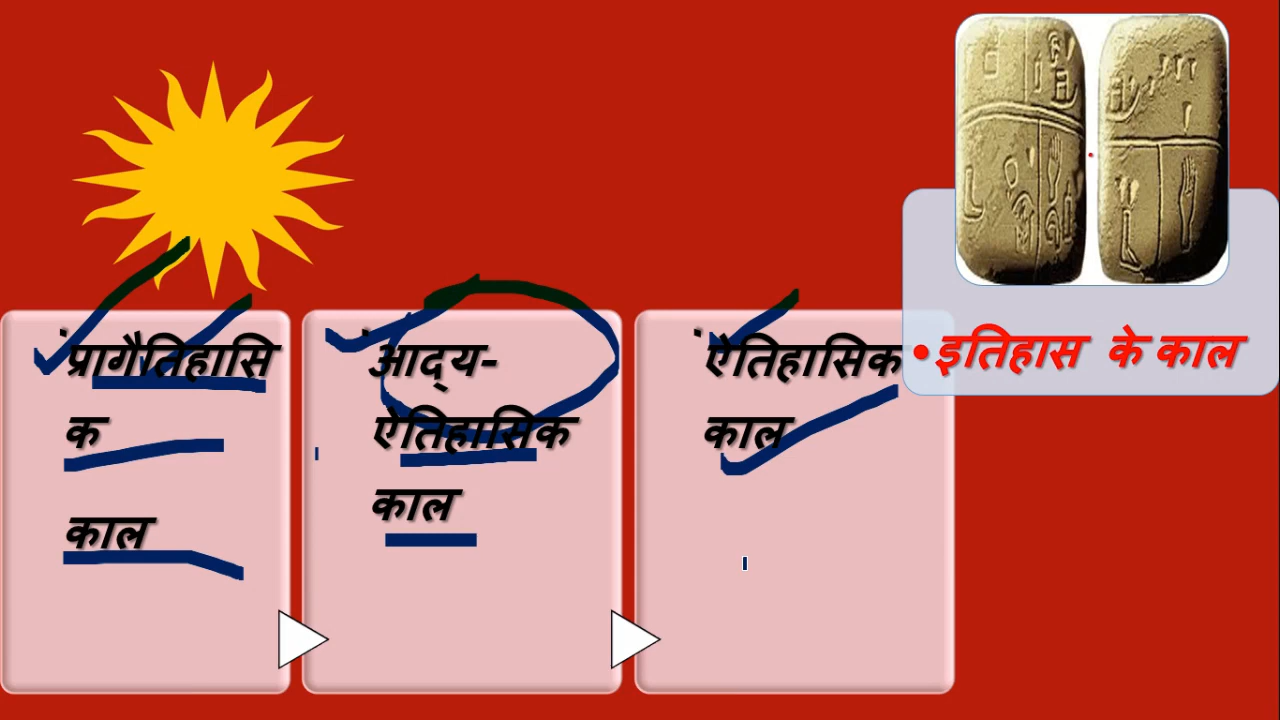 प्रागैतिहासि
क
काल
आद्य-
ऐतिहासिक
काल
ऐतिहासिक
काल
•इतिहास के काल